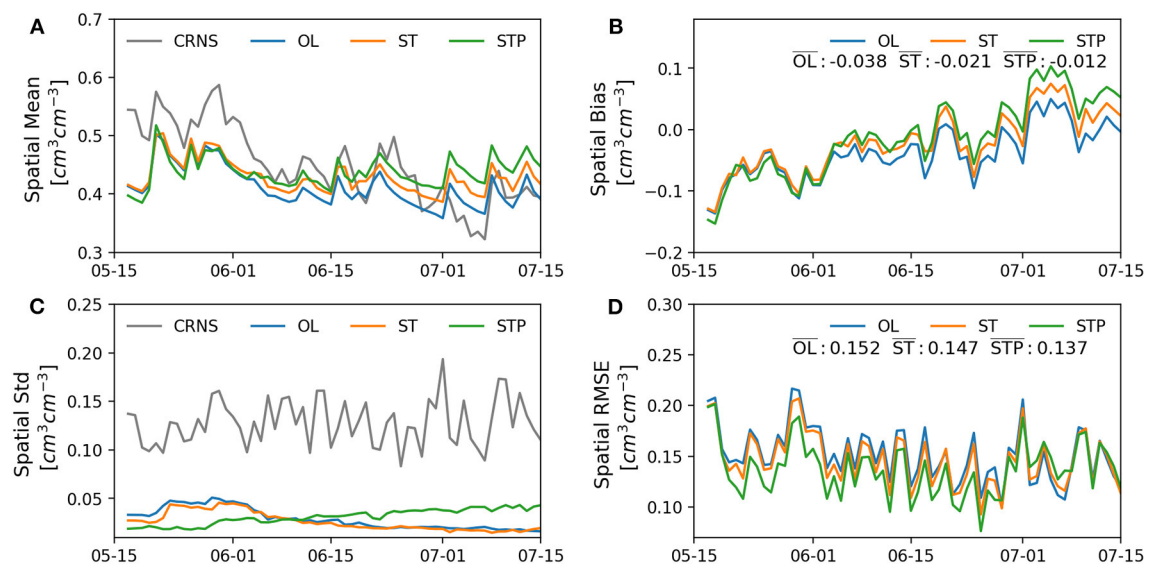 A
CRNS OL ST STP
Spatial Mean
[cm³cm⁻³]
0.7
0.6
0.5
0.4
0.3
05-15 06-01 06-15 07-01 07-15
B
OL ST STP
OL : -0.038 ST : -0.021 STP : -0.012
Spatial Bias
[cm³cm⁻³]
0.1
0.0
−0.1
−0.2
05-15 06-01 06-15 07-01 07-15
C
CRNS OL ST STP
Spatial Std
[cm³cm⁻³]
0.25
0.20
0.15
0.10
0.05
05-15 06-01 06-15 07-01 07-15
D
OL ST STP
OL : 0.152 ST : 0.147 STP : 0.137
Spatial RMSE
[cm³cm⁻³]
0.30
0.25
0.20
0.15
0.10
05-15 06-01 06-15 07-01 07-15